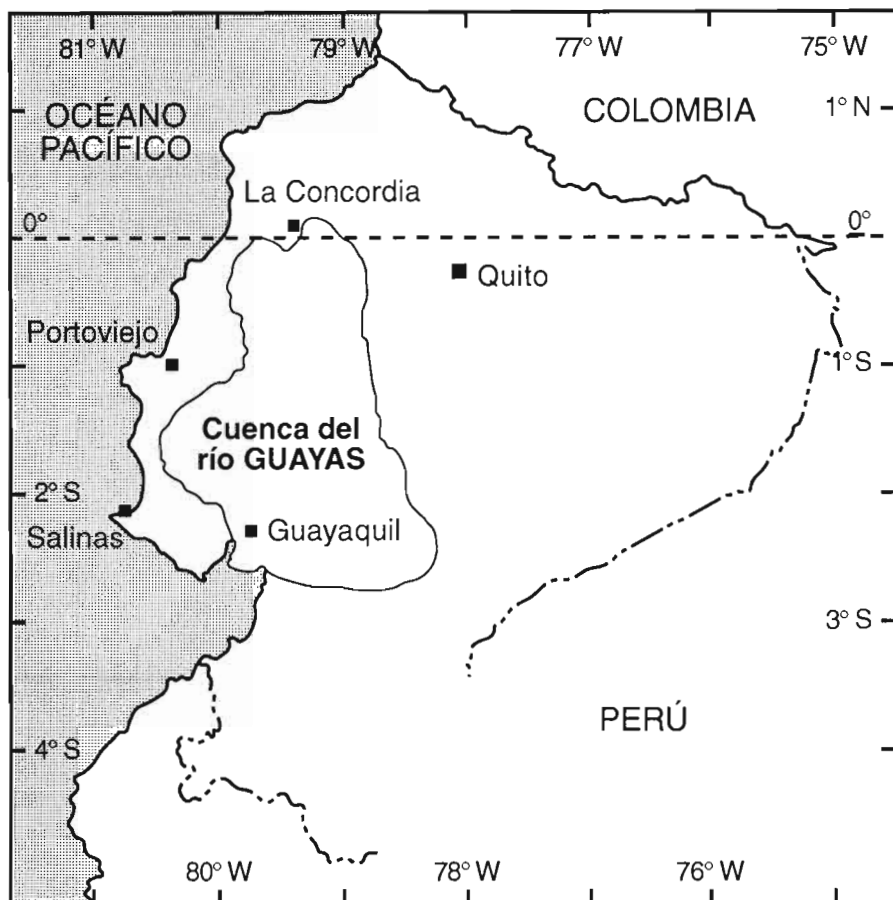 81° W
79° W
77° W
75° W
OCÉANO
PACÍFICO
COLOMBIA
1° N
La Concordia
0°
0°
Quito
Portoviejo
1° S
Cuenca del
río GUAYAS
2° S
Salinas
Guayaquil
3° S
PERÚ
4° S
80° W
78° W
76° W